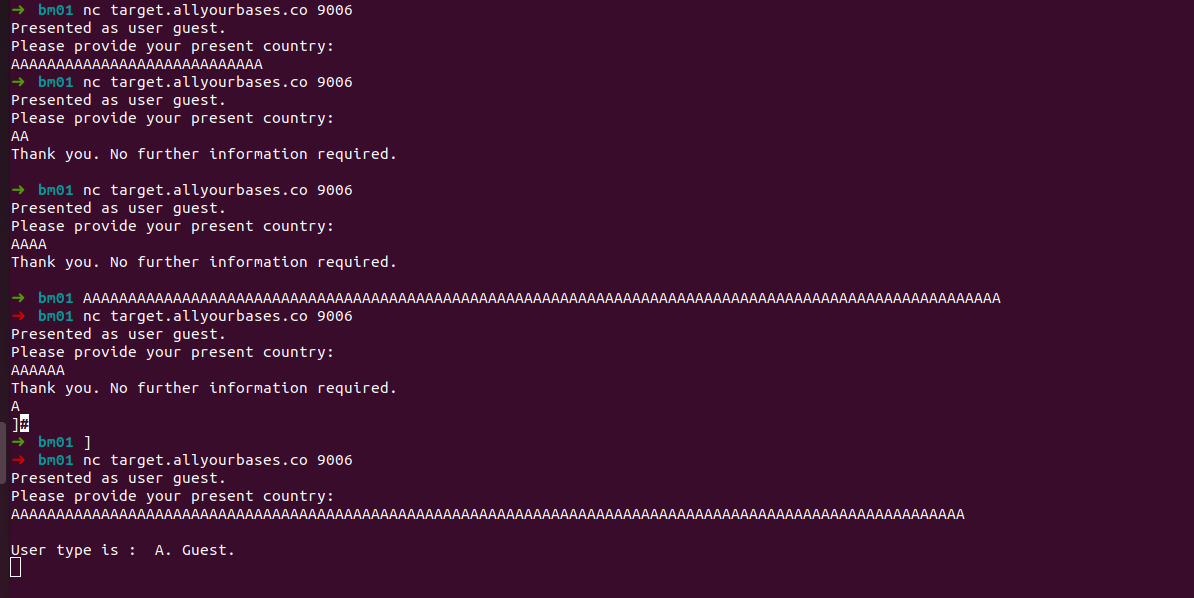 ➜ bm01 nc target.allyourbases.co 9006
Presented as user guest.
Please provide your present country:
AAAAAAAAAAAAAAAAAAAAAAAAAAAA
➜ bm01 nc target.allyourbases.co 9006
Presented as user guest.
Please provide your present country:
AA
Thank you. No further information required.
➜ bm01 nc target.allyourbases.co 9006
Presented as user guest.
Please provide your present country:
AAAA
Thank you. No further information required.
➜ bm01 AAAAAAAAAAAAAAAAAAAAAAAAAAAAAAAAAAAAAAAAAAAAAAAAAAAAAAAAAAAAAAAAAAAAAAAAAAAAAAAAAAAAAAAAAAAAAAAAAAAAAA
➜ bm01 nc target.allyourbases.co 9006
Presented as user guest.
Please provide your present country:
AAAAAA
Thank you. No further information required.
A
]#
➜ bm01 ]
➜ bm01 nc target.allyourbases.co 9006
Presented as user guest.
Please provide your present country:
AAAAAAAAAAAAAAAAAAAAAAAAAAAAAAAAAAAAAAAAAAAAAAAAAAAAAAAAAAAAAAAAAAAAAAAAAAAAAAAAAAAAAAAAAAAAAAAAAAAAAAAAAA
User type is :  A. Guest.